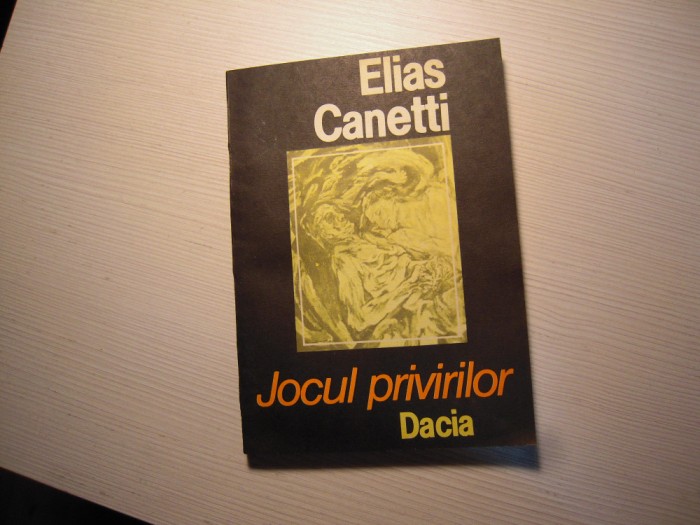 Elias
Canetti
Jocul privirilor
Dacia